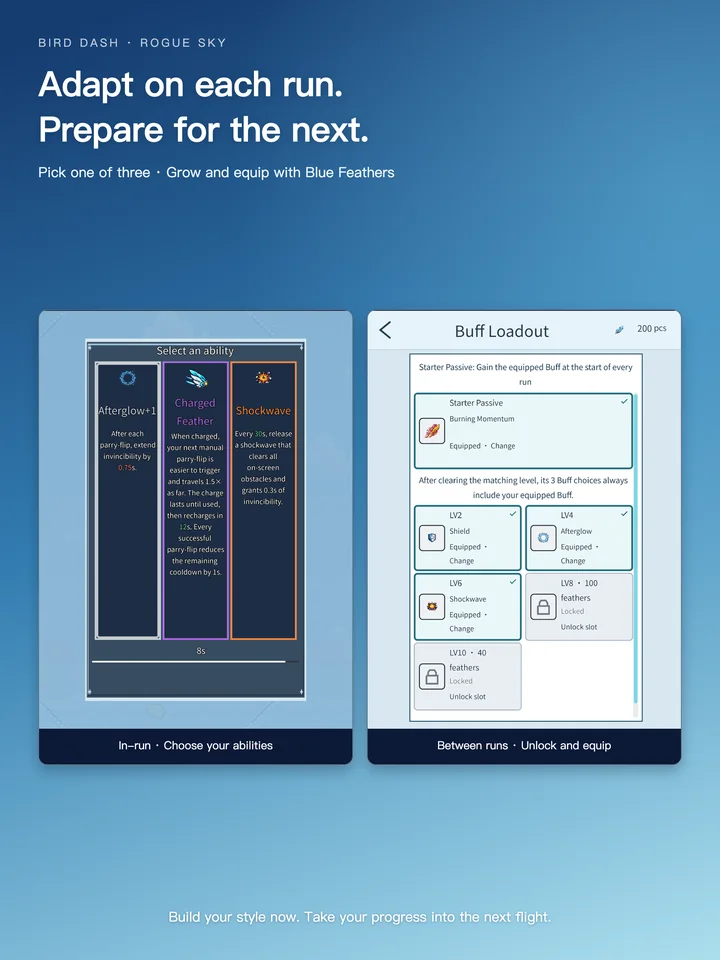 BIRD DASH · ROGUE SKY
Adapt on each run.
Prepare for the next.
Pick one of three · Grow and equip with Blue Feathers
Select an ability
Afterglow+1
After each
parry-flip, extend
invincibility by
0.75s.
Charged
Feather
When charged,
your next manual
parry-flip is
easier to trigger
and travels 1.5×
as far. The charge
lasts until used,
then recharges in
12s. Every
successful
parry-flip reduces
the remaining
cooldown by 1s.
Shockwave
Every 30s, release
a shockwave that
clears all
on-screen
obstacles and
grants 0.3s of
invincibility.
8s
In-run · Choose your abilities
Buff Loadout
200 pcs
Starter Passive: Gain the equipped Buff at the start of every
run
Starter Passive
Burning Momentum
Equipped · Change
After clearing the matching level, its 3 Buff choices always
include your equipped Buff.
LV2
Shield
Equipped ·
Change
LV4
Afterglow
Equipped ·
Change
LV6
Shockwave
Equipped ·
Change
LV8 · 100
feathers
Locked
Unlock slot
LV10 · 40
feathers
Locked
Unlock slot
Between runs · Unlock and equip
Build your style now. Take your progress into the next flight.